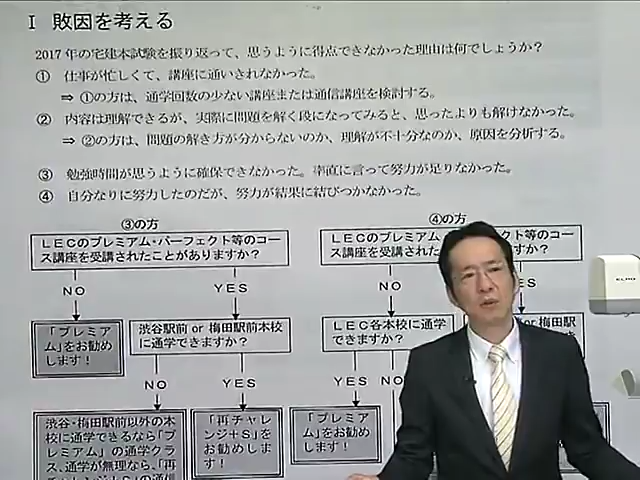 Ⅰ 敗因を考える
2017年の宅建本試験を振り返って、思うように得点できなかった理由は何でしょうか？
① 仕事が忙しくて、講座に通いきれなかった。
⇒ ①の方は、通学回数の少ない講座または通信講座を検討する。
② 内容は理解できるが、実際に問題を解く段になってみると、思ったよりも解けなかった。
⇒ ②の方は、問題の解き方が分からないのか、理解が不十分なのか、原因を分析する。
③ 勉強時間が思うように確保できなかった。率直に言って努力が足りなかった。
④ 自分なりに努力したのだが、努力が結果に結びつかなかった。
③の方
ＬＥＣのプレミアム・パーフェクト等のコー
ス講座を受講されたことがありますか？
NO
YES
「プレミア
ム」をお勧め
します！
渋谷駅前 or 梅田駅前本校
に通学できますか？
NO
YES
渋谷・梅田駅前以外の本
校に通学できるなら「プ
レミアム」の通学クラ
ス、通学が無理なら、「再
「再チャレ
ンジ＋Ｓ」を
お勧めしま
す！
④の方
ＬＥＣのプレミアム・パーフェクト等のコー
ス講座を受講された
すか？
NO
ES
ＬＥＣ各本校に通学
できますか？
or 梅田駅
YES
NO
「プレミア
ム」をお勧め
します！
ELMO